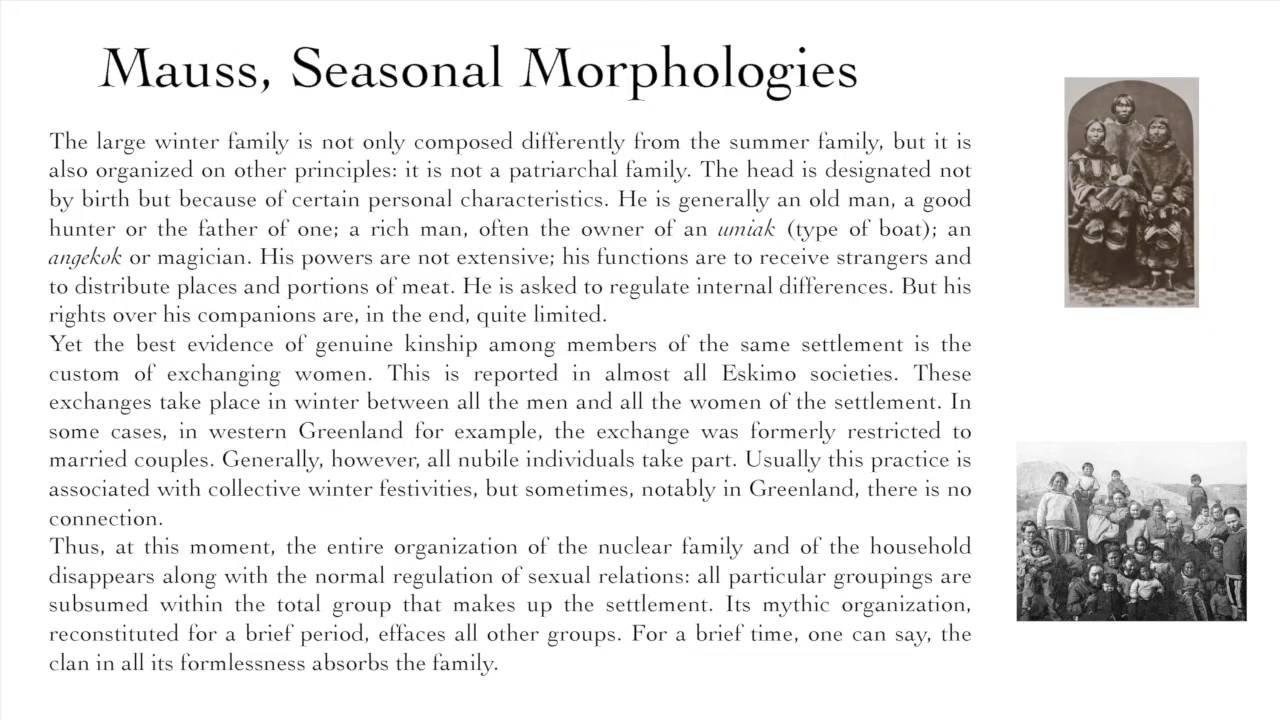 Mauss, Seasonal Morphologies
The large winter family is not only composed differently from the summer family, but it is
also organized on other principles: it is not a patriarchal family. The head is designated not
by birth but because of certain personal characteristics. He is generally an old man, a good
hunter or the father of one; a rich man, often the owner of an umiak (type of boat); an
angekok or magician. His powers are not extensive; his functions are to receive strangers and
to distribute places and portions of meat. He is asked to regulate internal differences. But his
rights over his companions are, in the end, quite limited.
Yet the best evidence of genuine kinship among members of the same settlement is the
custom of exchanging women. This is reported in almost all Eskimo societies. These
exchanges take place in winter between all the men and all the women of the settlement. In
some cases, in western Greenland for example, the exchange was formerly restricted to
married couples. Generally, however, all nubile individuals take part. Usually this practice is
associated with collective winter festivities, but sometimes, notably in Greenland, there is no
connection.
Thus, at this moment, the entire organization of the nuclear family and of the household
disappears along with the normal regulation of sexual relations: all particular groupings are
subsumed within the total group that makes up the settlement. Its mythic organization,
reconstituted for a brief period, effaces all other groups. For a brief time, one can say, the
clan in all its formlessness absorbs the family.